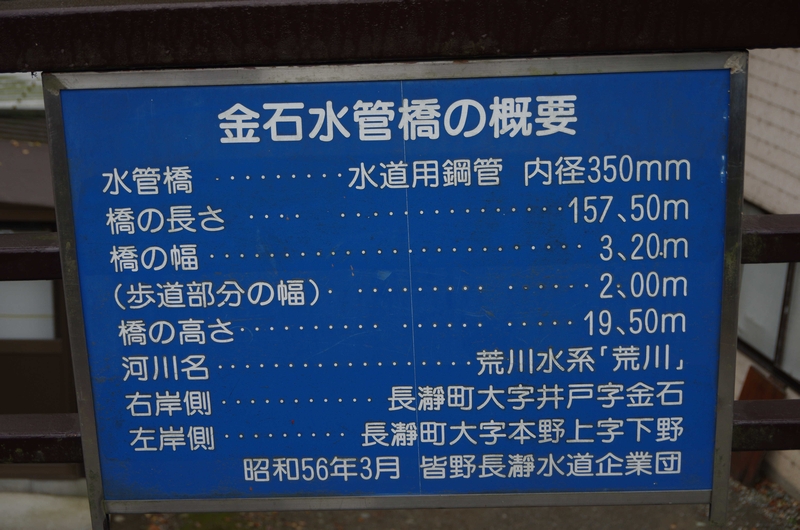 金石水管橋の概要
水管橋 ‥‥‥‥‥水道用鋼管 内径350mm
橋の長さ ‥‥ ‥‥‥‥‥‥‥‥157、50m
橋の幅‥‥‥‥‥‥‥‥‥‥‥‥‥ 3、20m
(歩道部分の幅)‥‥‥‥‥‥‥‥‥ 2、00m
橋の高さ‥‥‥‥‥‥‥‥‥‥‥‥19、50m
河川名‥‥‥‥‥‥‥‥‥荒川水系「荒川」
右岸側‥‥‥‥‥‥長瀞町大字井戸字金石
左岸側‥‥‥‥‥長瀞町大字本野上字下野
昭和56年3月 皆野長瀞水道企業団